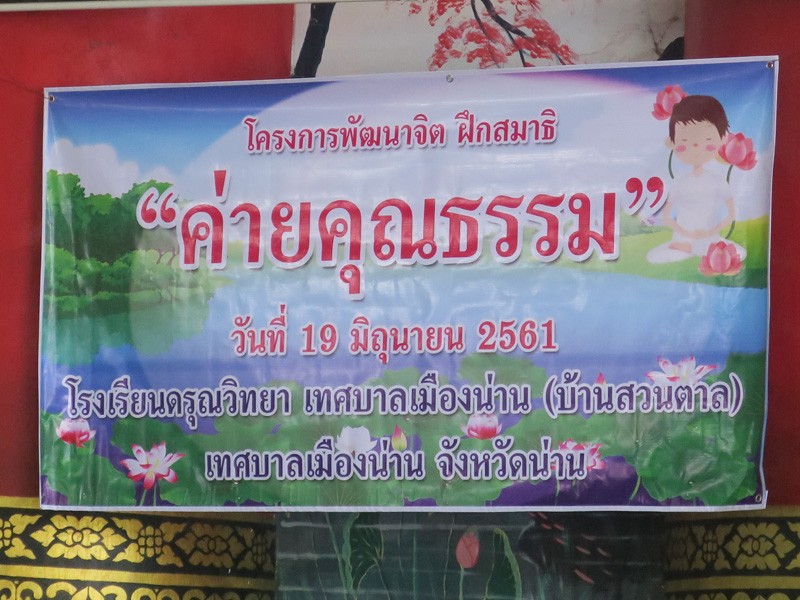 โครงการพัฒนาจิต ฝึกสมาธิ
“ค่ายคุณธรรม”
วันที่ 19 มิถุนายน 2561
โรงเรียนดรุณวิทยา เทศบาลเมืองน่าน (บ้านสวนตาล)
เทศบาลเมืองน่าน จังหวัดน่าน